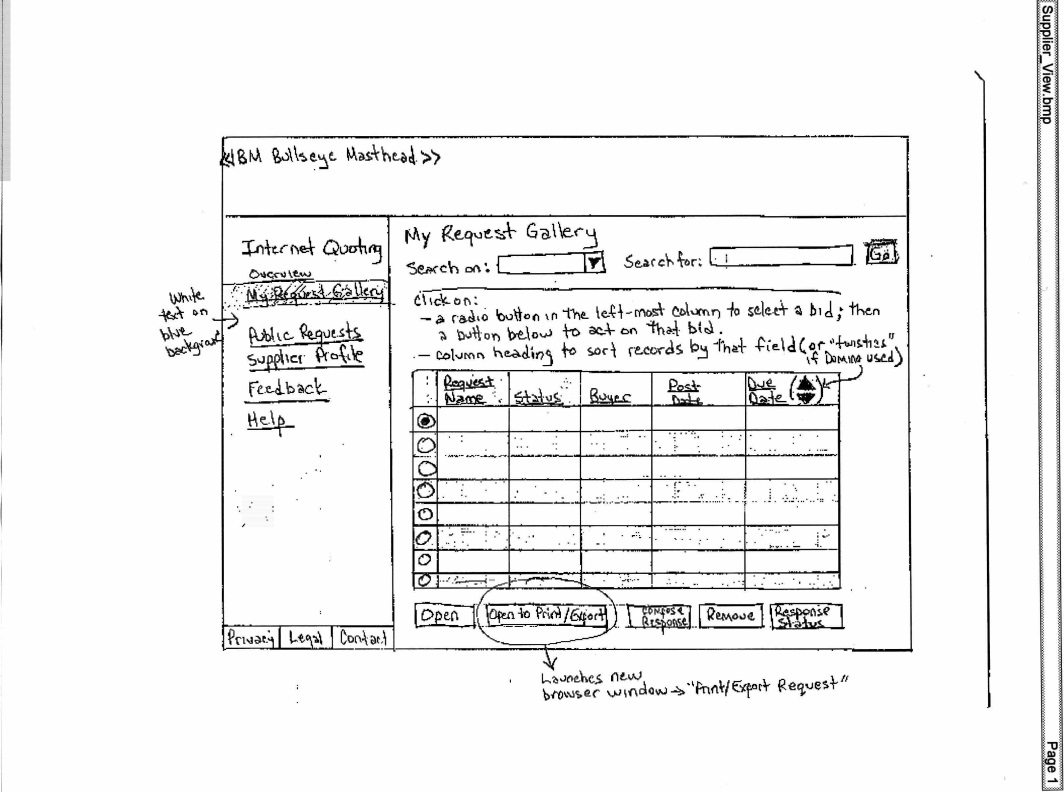 Supplier_View.bmp
<<IBM Bullseye Masthead>>
Internet Quoting
Overview
My Request Gallery
Public Requests
Supplier Profile
Feedback
Help
White
text on
blue
background
My Request Gallery
Search on:
Search for:
Go
Click on:
- a radio button in the left-most column to select a bid; then
a button below to act on that bid.
- column heading to sort records by that field (or "twisties"
if Domino used)
Request
Name
Status
Buyer
Post
Date
Due
Date
Open
Open to Print/Export
Compose
Response
Remove
Response
Status
Privacy
Legal
Contact
Launches new
browser window → "Print/Export Request"
Page 1